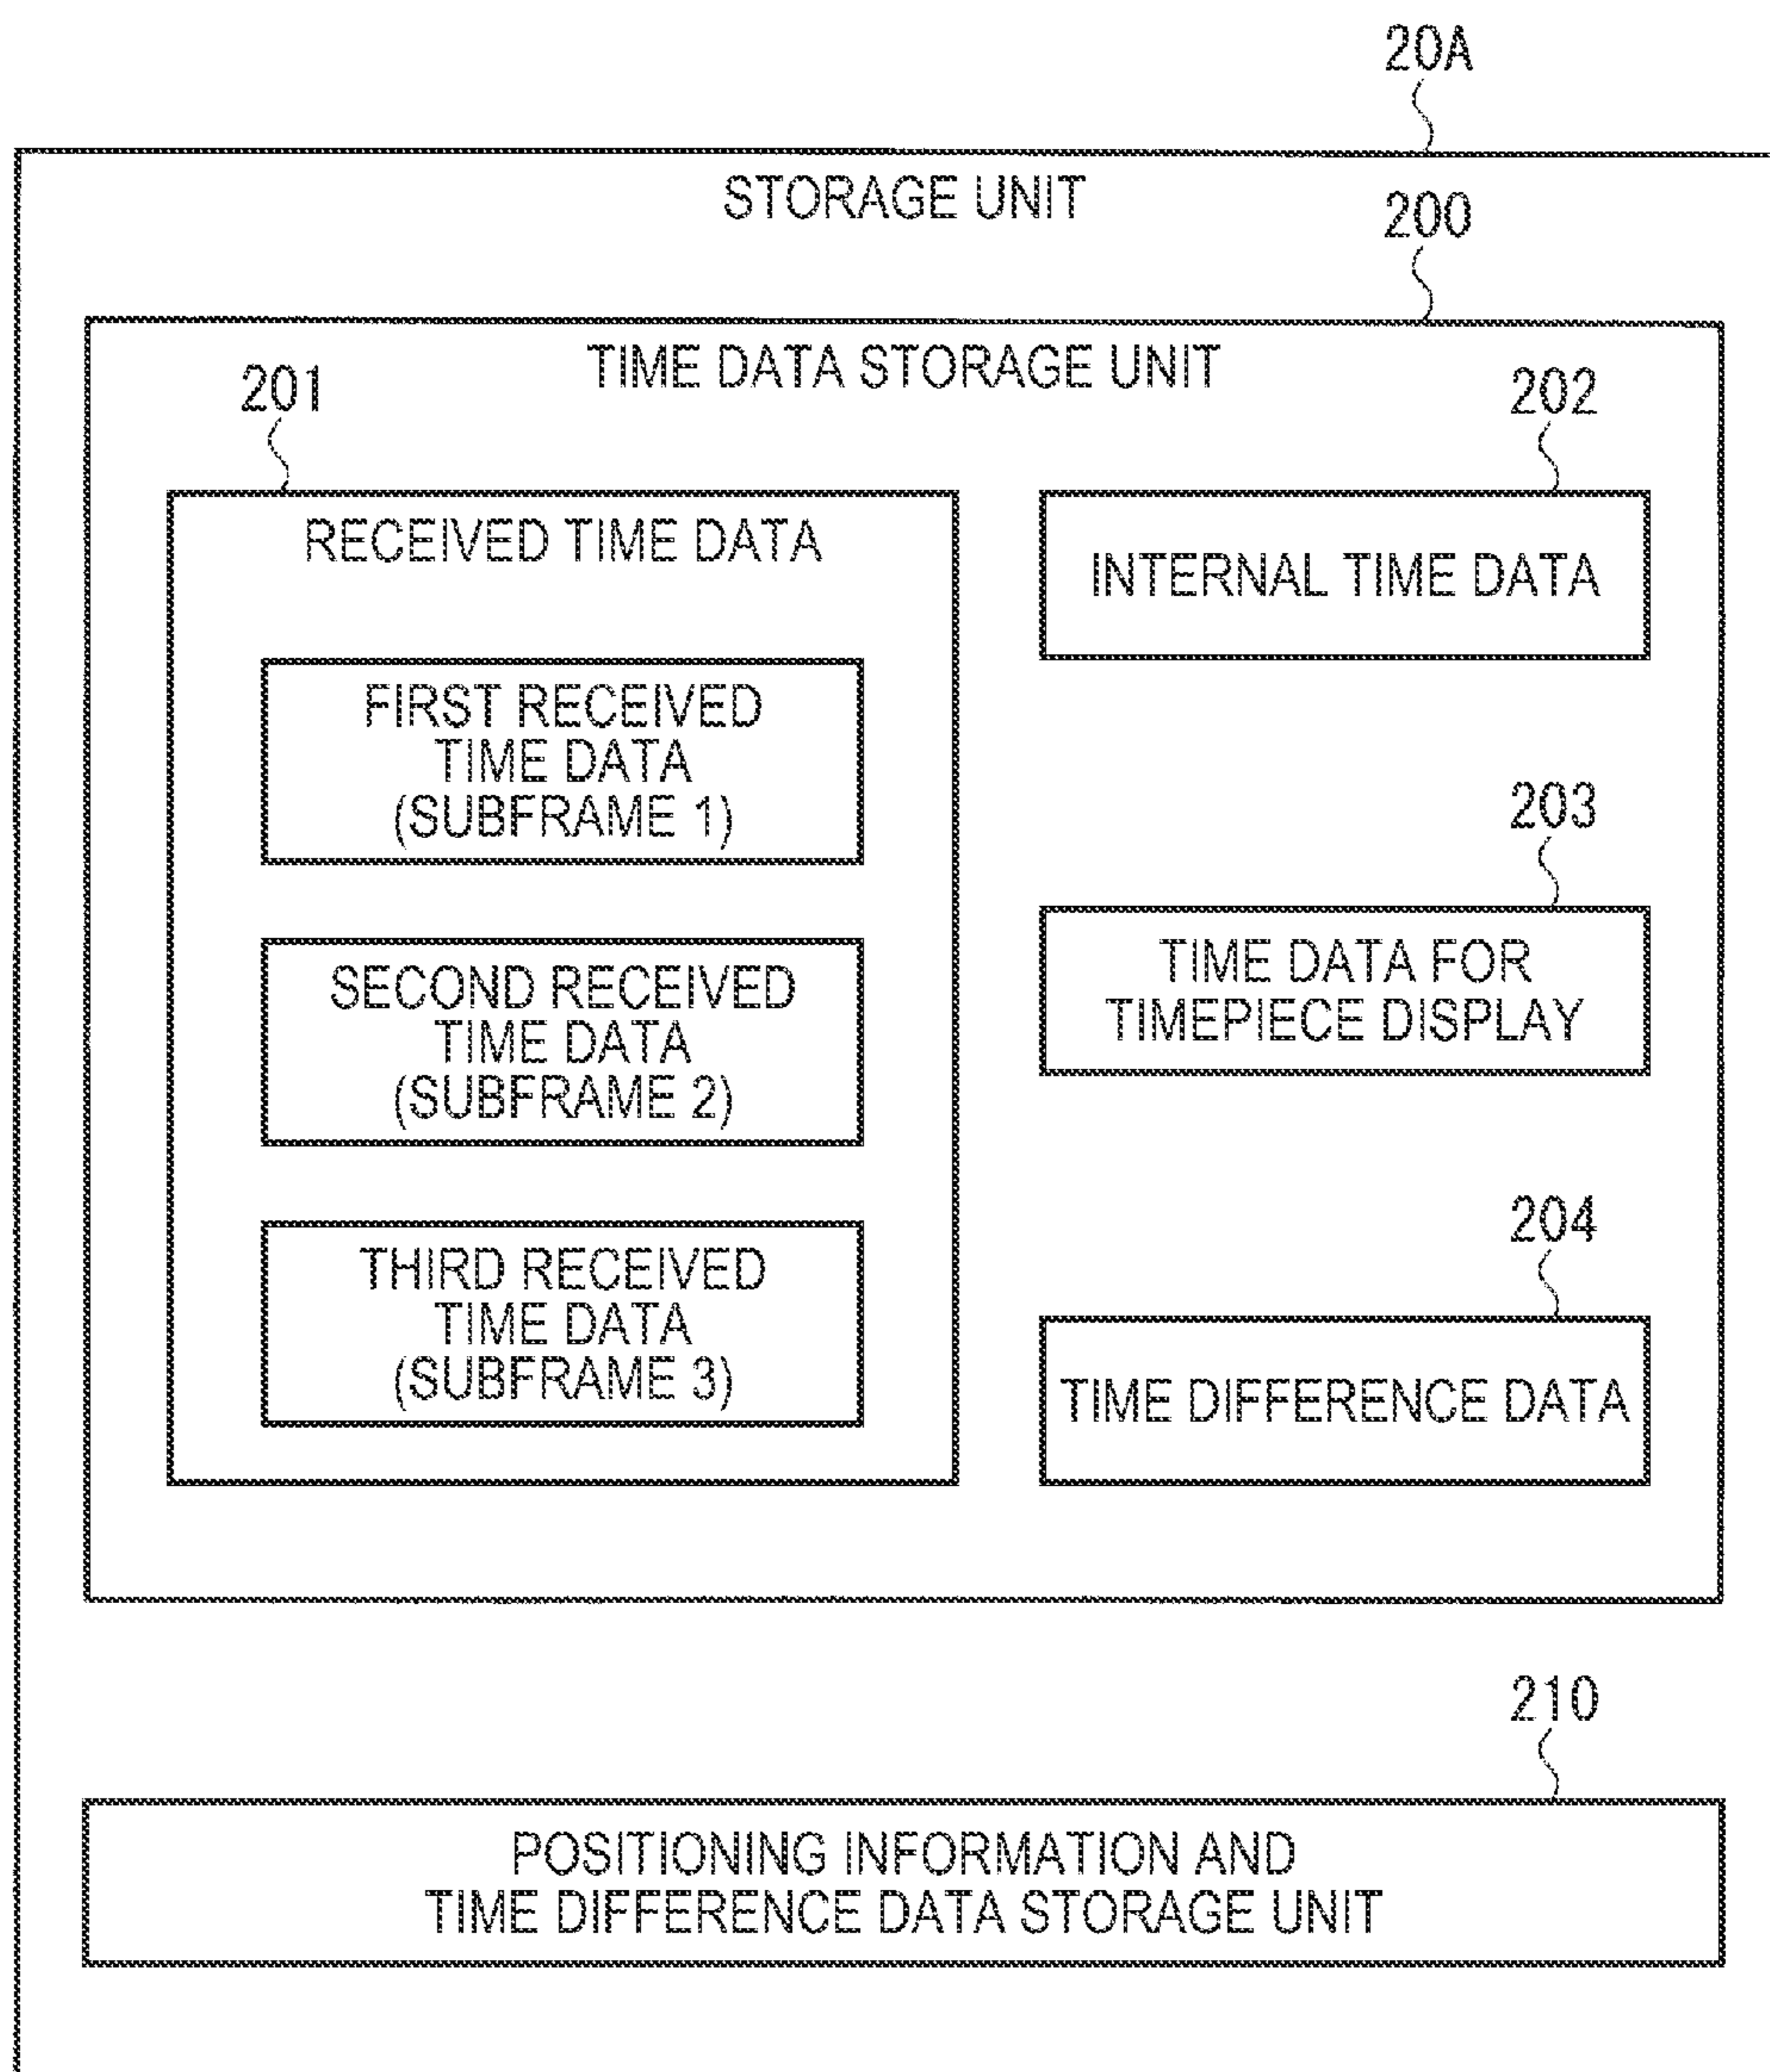 20A
STORAGE UNIT
200
TIME DATA STORAGE UNIT
201
RECEIVED TIME DATA
FIRST RECEIVED
TIME DATA
(SUBFRAME 1)
SECOND RECEIVED
TIME DATA
(SUBFRAME 2)
THIRD RECEIVED
TIME DATA
(SUBFRAME 3)
202
INTERNAL TIME DATA
203
TIME DATA FOR
TIMEPIECE DISPLAY
204
TIME DIFFERENCE DATA
210
POSITIONING INFORMATION AND
TIME DIFFERENCE DATA STORAGE UNIT